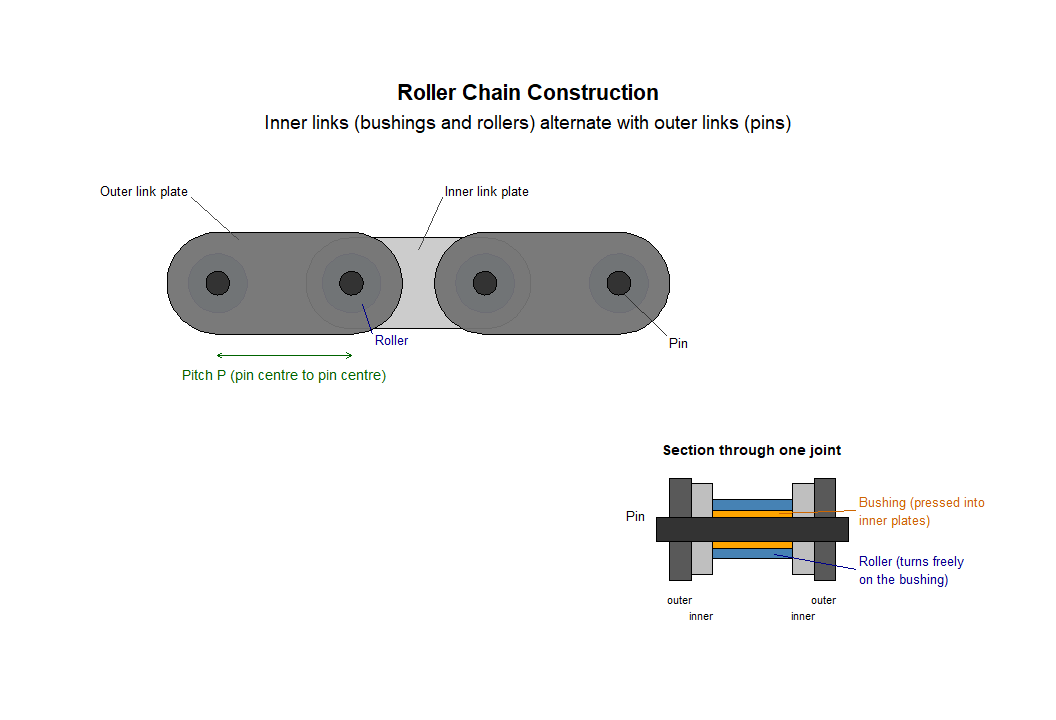 Roller Chain Construction
Inner links (bushings and rollers) alternate with outer links (pins)
Outer link plate
Inner link plate
Roller
Pin
Pitch P (pin centre to pin centre)
Section through one joint
Pin
Bushing (pressed into
inner plates)
Roller (turns freely
on the bushing)
outer
outer
inner
inner